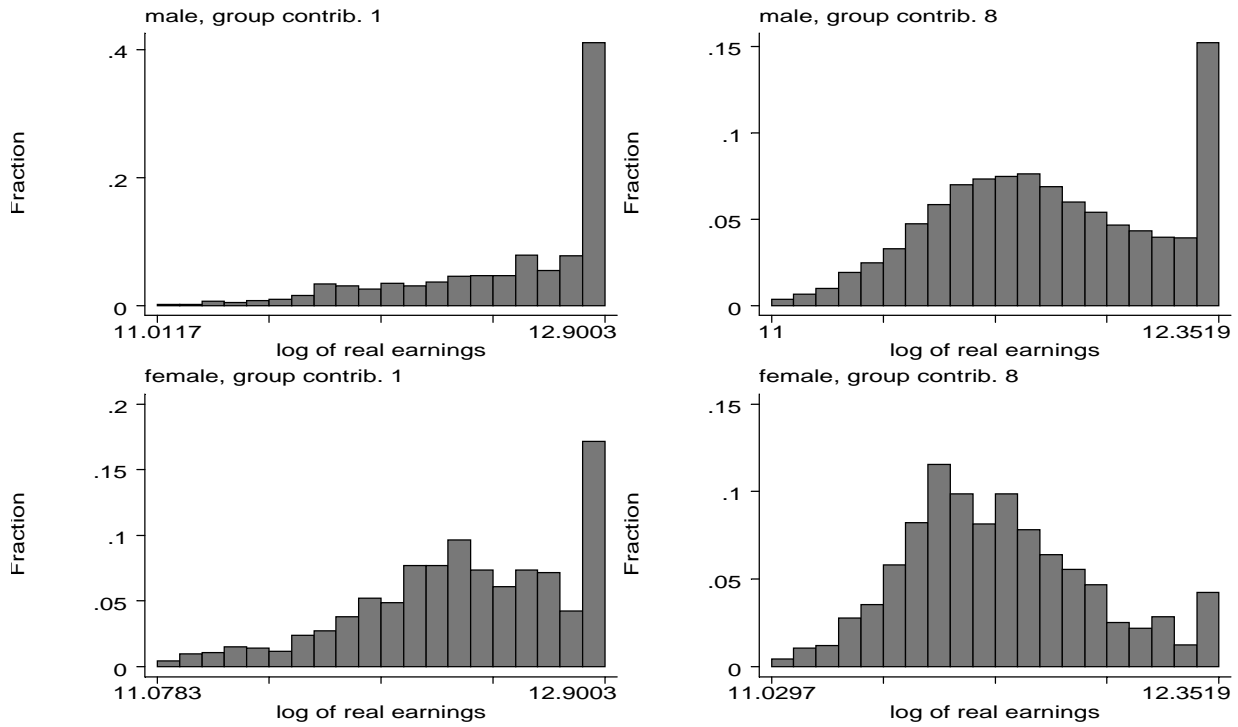 male, group contrib. 1
Fraction
.4
.2
0
11.0117 12.9003
log of real earnings
male, group contrib. 8
Fraction
.15
.1
.05
0
11 12.3519
log of real earnings
female, group contrib. 1
Fraction
.2
.15
.1
.05
0
11.0783 12.9003
log of real earnings
female, group contrib. 8
Fraction
.15
.1
.05
0
11.0297 12.3519
log of real earnings